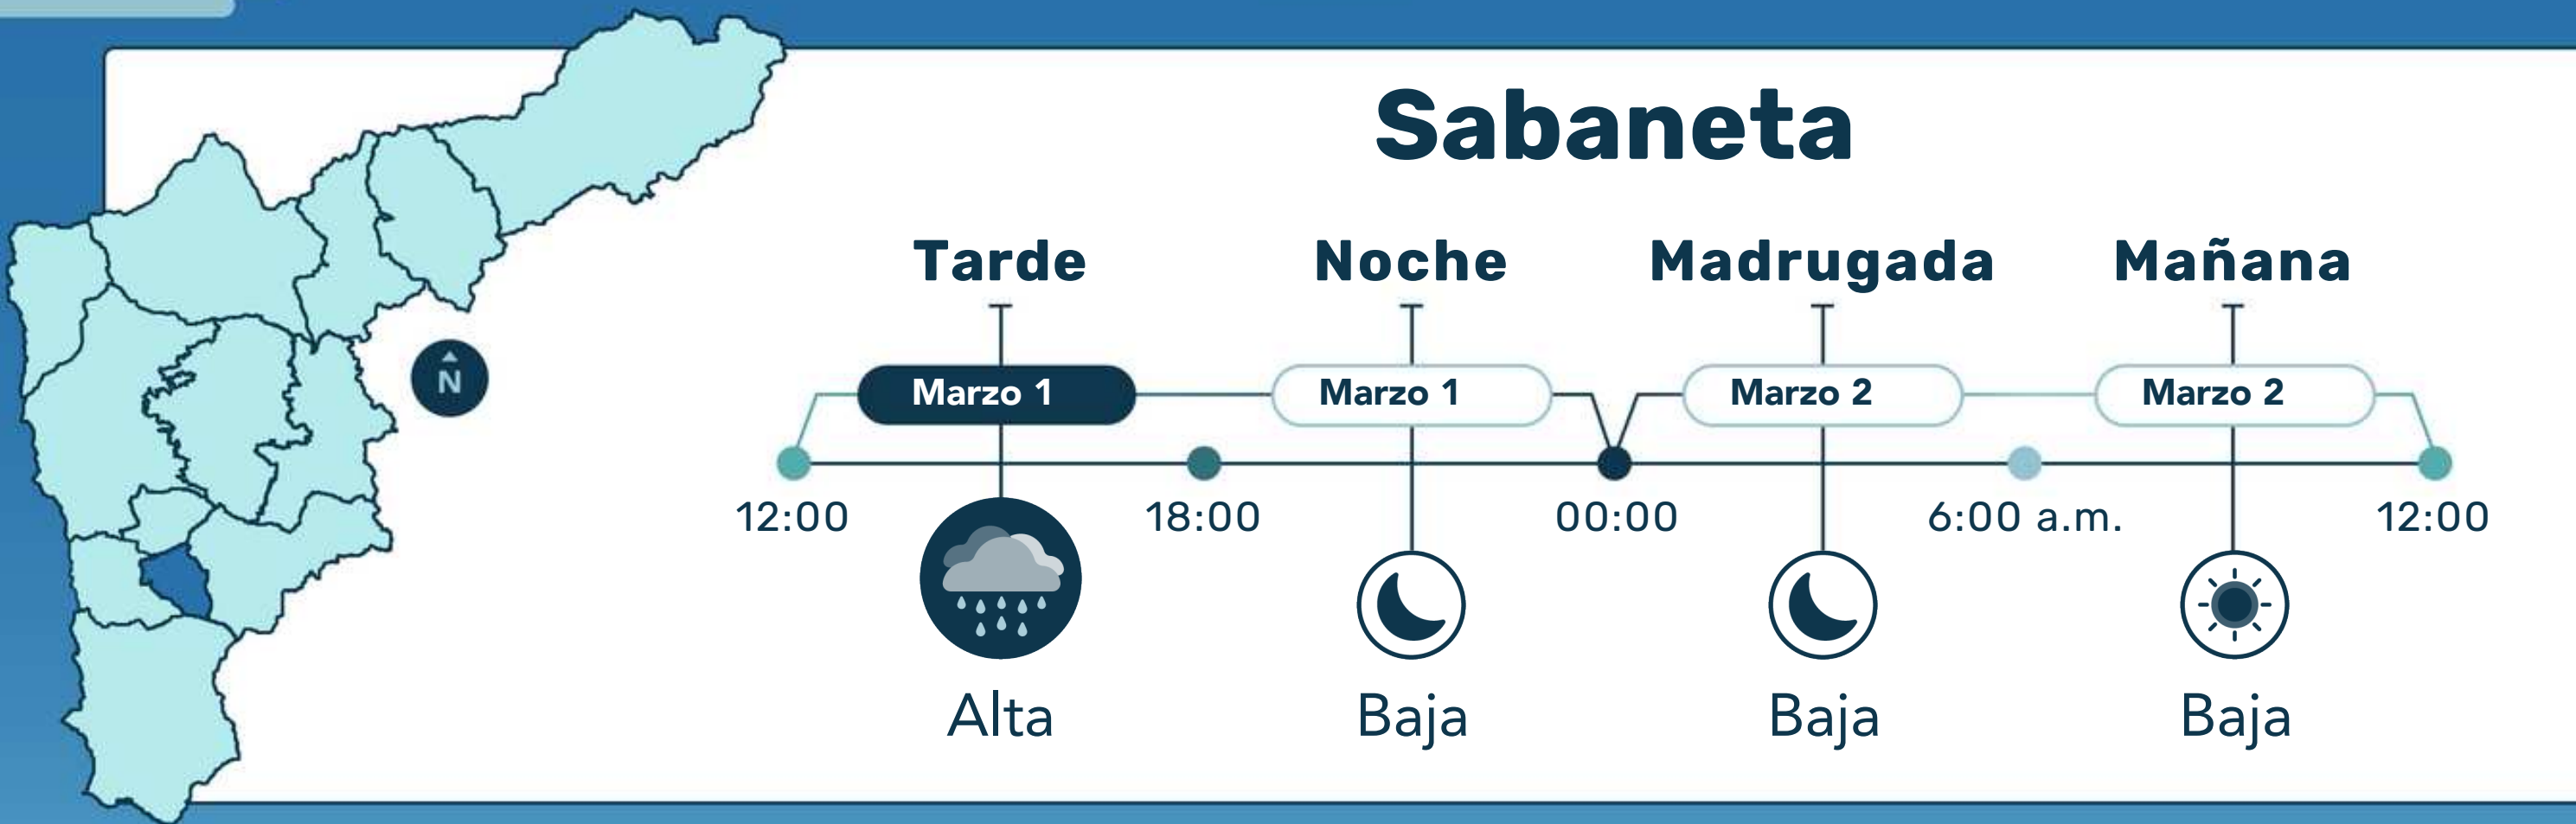 Sabaneta
Tarde Noche Madrugada Mañana
N
Marzo 1 Marzo 1 Marzo 2 Marzo 2
12:00 18:00 00:00 6:00 a.m. 12:00
Alta Baja Baja Baja